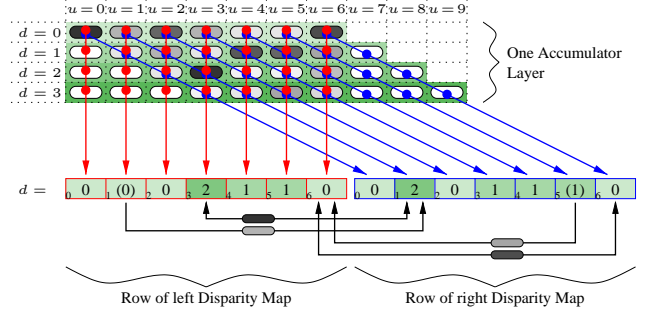 u = 0 u = 1 u = 2 u = 3 u = 4 u = 5 u = 6 u = 7 u = 8 u = 9
d = 0
d = 1
d = 2
d = 3
One Accumulator
Layer
d =
0 0 1 (0) 2 0 3 2 4 1 5 1 6 0 0 0 1 2 2 0 3 1 4 1 5 (1) 6 0
Row of left Disparity Map Row of right Disparity Map